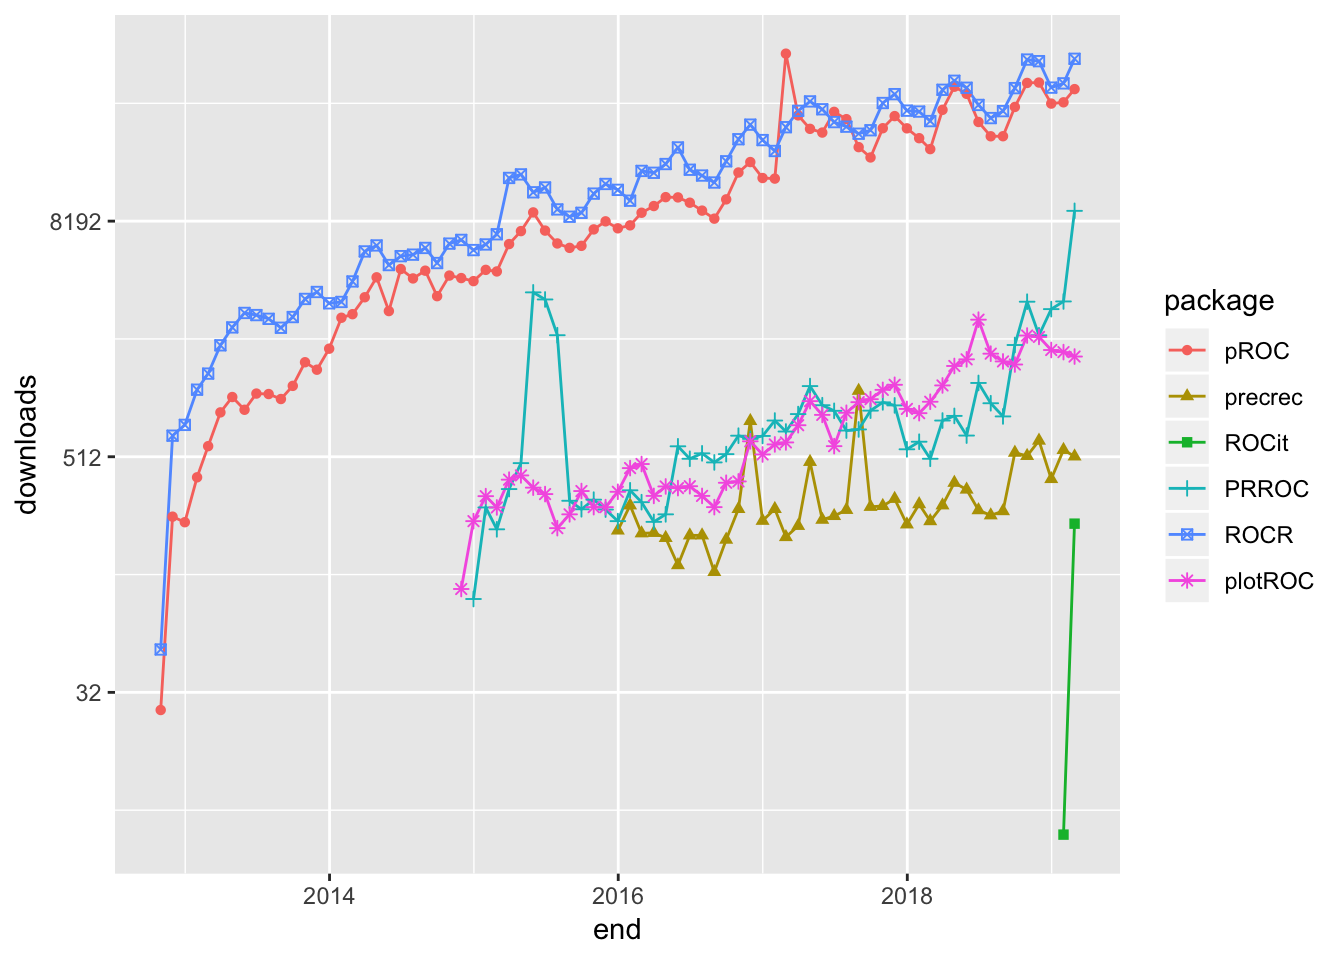 downloads
8192
512
32
2014
2016
2018
end
package
pROC
precrec
ROCit
PRROC
ROCR
plotROC